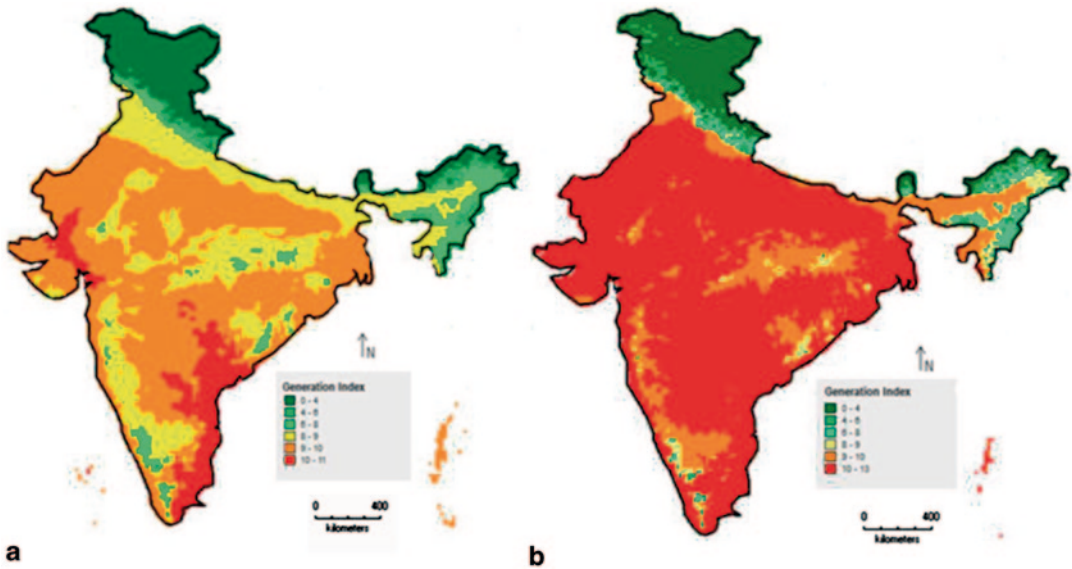 N
Generation Index
0 - 4
4 - 6
6 - 8
8 - 9
9 - 10
10 - 11
0 400
kilometers
a
N
Generation Index
0 - 4
4 - 6
6 - 8
8 - 9
9 - 10
10 - 13
0 400
kilometers
b